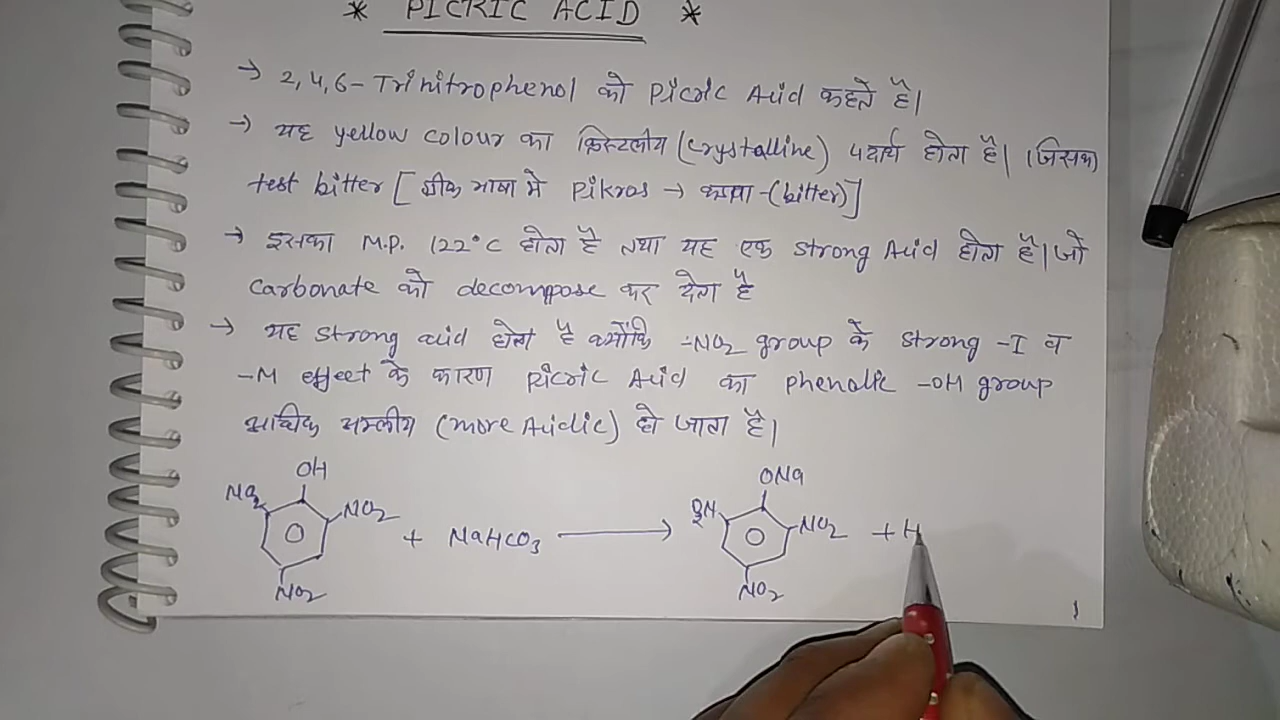 * PICRIC ACID *
→ 2,4,6-Trinitrophenol को Picric Acid कहते है।
→ यह yellow colour का क्रिस्टलीय (crystalline) पदार्थ होता है। (जिसका
test bitter [ ग्रीक भाषा मे Pikros → कड़वा -(bitter)]
→ इसका M.P. 122°C होता है तथा यह एक strong Acid होता है। जो
Carbonate को decompose कर देता है
→ यह strong acid होता है क्योंकि -NO2 group के strong -I व
-M effect के कारण Picric Acid का phenolic -OH group
अधिक अम्लीय (more Acidic) हो जाता है।
OH ONa
NO2 NO2 + NaHCO3 → O2N NO2 + H
NO2 NO2